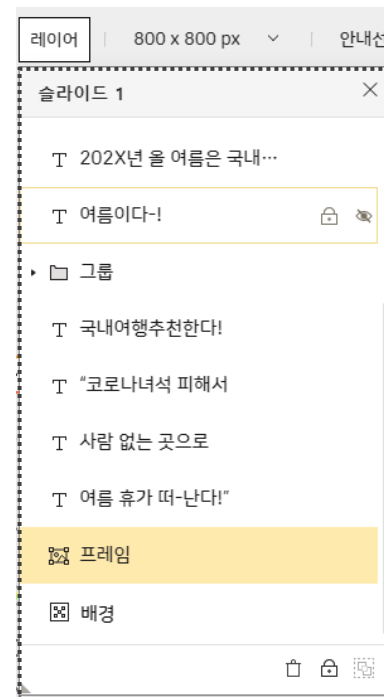 레이어 800 x 800 px 안내선
슬라이드 1
T 202X년 올 여름은 국내…
T 여름이다-!
그룹
T 국내여행추천한다!
T "코로나녀석 피해서
T 사람 없는 곳으로
T 여름 휴가 떠-난다!"
프레임
배경